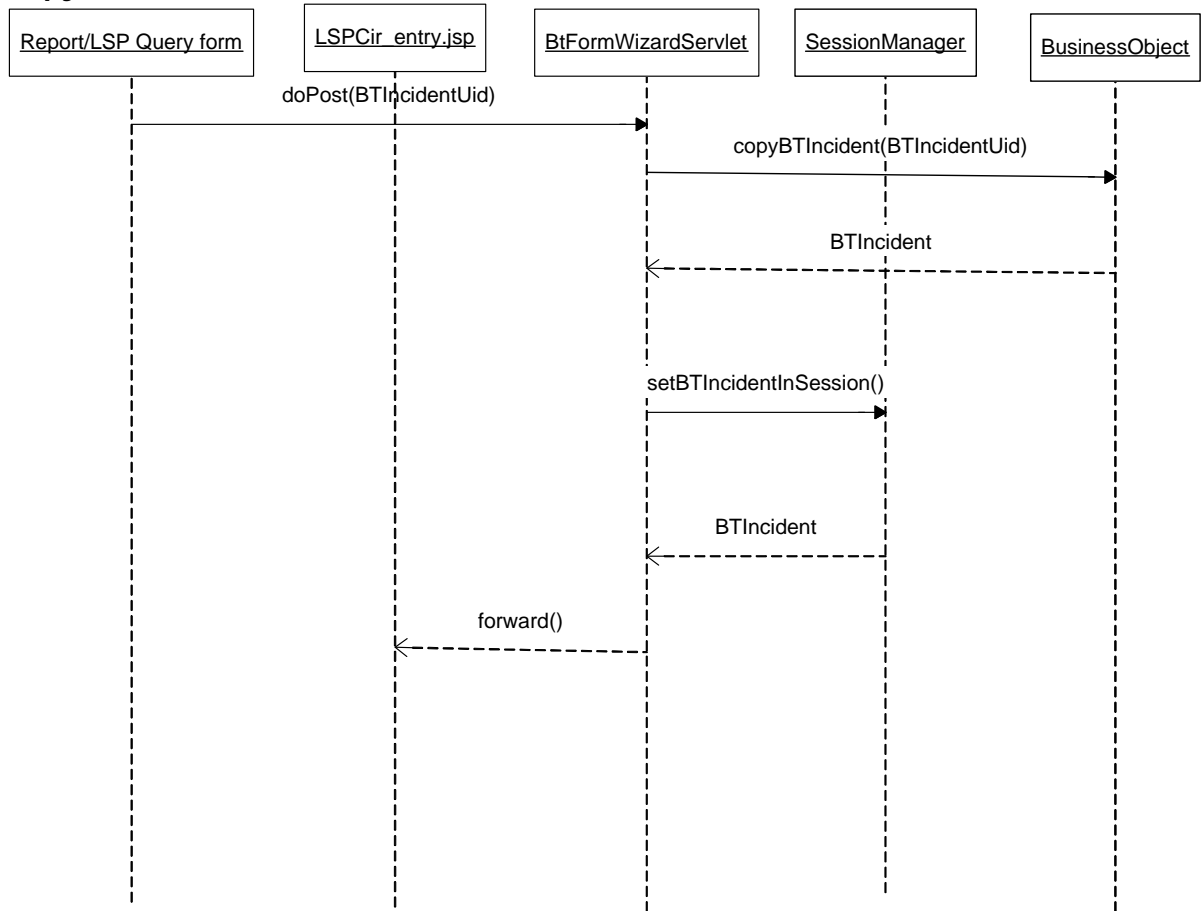 Report/LSP Query form
LSPCir_entry.jsp
BtFormWizardServlet
SessionManager
BusinessObject
doPost(BTIncidentUid)
copyBTIncident(BTIncidentUid)
BTIncident
setBTIncidentInSession()
BTIncident
forward()